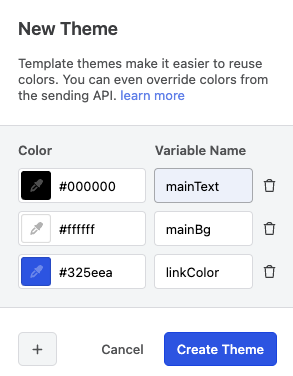 New Theme
Template themes make it easier to reuse
colors. You can even override colors from
the sending API. learn more
Color Variable Name
#000000 mainText
#ffffff mainBg
#325eea linkColor
+ Cancel Create Theme